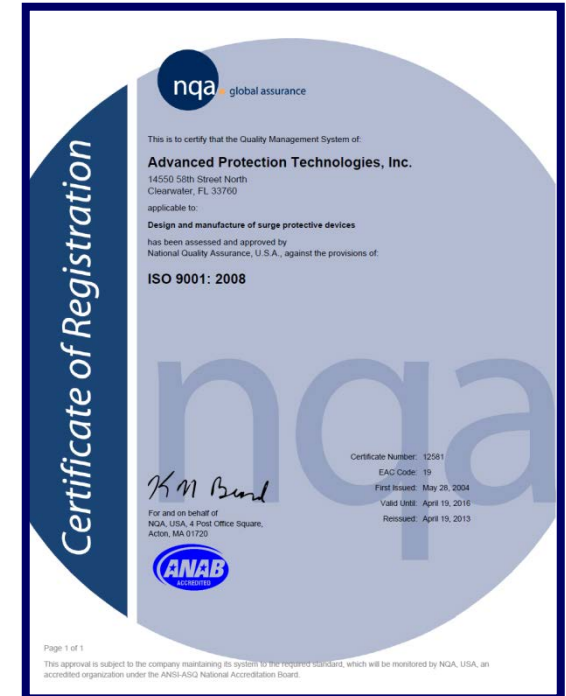 nqa. global assurance
Certificate of Registration
This is to certify that the Quality Management System of:
Advanced Protection Technologies, Inc.
14550 58th Street North
Clearwater, FL 33760
applicable to:
Design and manufacture of surge protective devices
has been assessed and approved by
National Quality Assurance, U.S.A., against the provisions of:
ISO 9001: 2008
nqa
Certificate Number: 12581
EAC Code: 19
First Issued: May 28, 2004
Valid Until: April 19, 2016
Reissued: April 19, 2013
For and on behalf of
NQA, USA, 4 Post Office Square,
Acton, MA 01720
ANAB
ACCREDITED
Page 1 of 1
This approval is subject to the company maintaining its system to the required standard, which will be monitored by NQA, USA, an
accredited organization under the ANSI-ASQ National Accreditation Board.